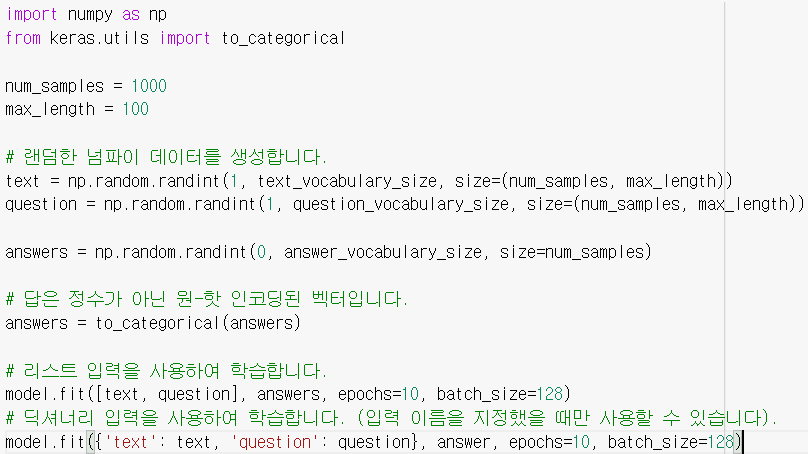 import numpy as np
from keras.utils import to_categorical
num_samples = 1000
max_length = 100
# 랜덤한 넘파이 데이터를 생성합니다.
text = np.random.randint(1, text_vocabulary_size, size=(num_samples, max_length))
question = np.random.randint(1, question_vocabulary_size, size=(num_samples, max_length))
answers = np.random.randint(0, answer_vocabulary_size, size=num_samples)
# 답은 정수가 아닌 원-핫 인코딩된 벡터입니다.
answers = to_categorical(answers)
# 리스트 입력을 사용하여 학습합니다.
model.fit([text, question], answers, epochs=10, batch_size=128)
# 딕셔너리 입력을 사용하여 학습합니다. (입력 이름을 지정했을 때만 사용할 수 있습니다).
model.fit({'text': text, 'question': question}, answer, epochs=10, batch_size=128)